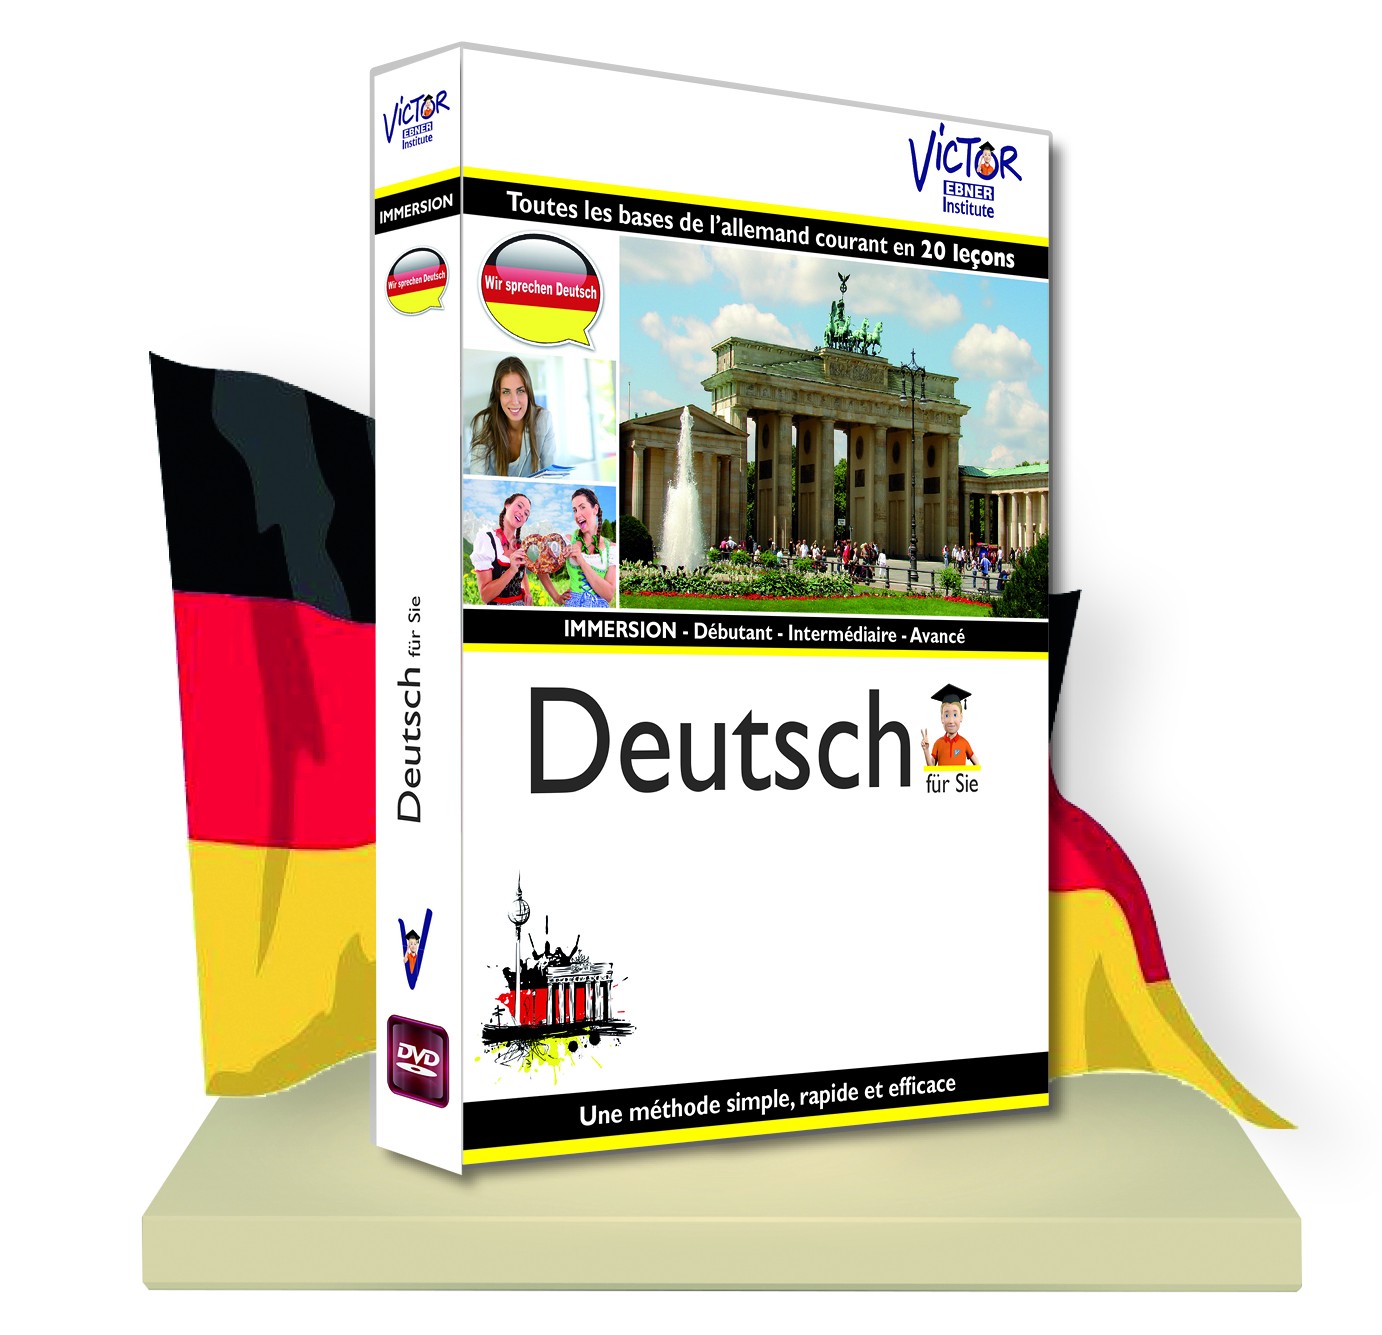 VICTOR
EBNER
Institute
IMMERSION
Wir sprechen Deutsch
Deutsch für Sie
DVD
VICTOR
EBNER
Institute
Toutes les bases de l'allemand courant en 20 leçons
Wir sprechen Deutsch
IMMERSION - Débutant - Intermédiaire - Avancé
Deutsch
für Sie
Une méthode simple, rapide et efficace